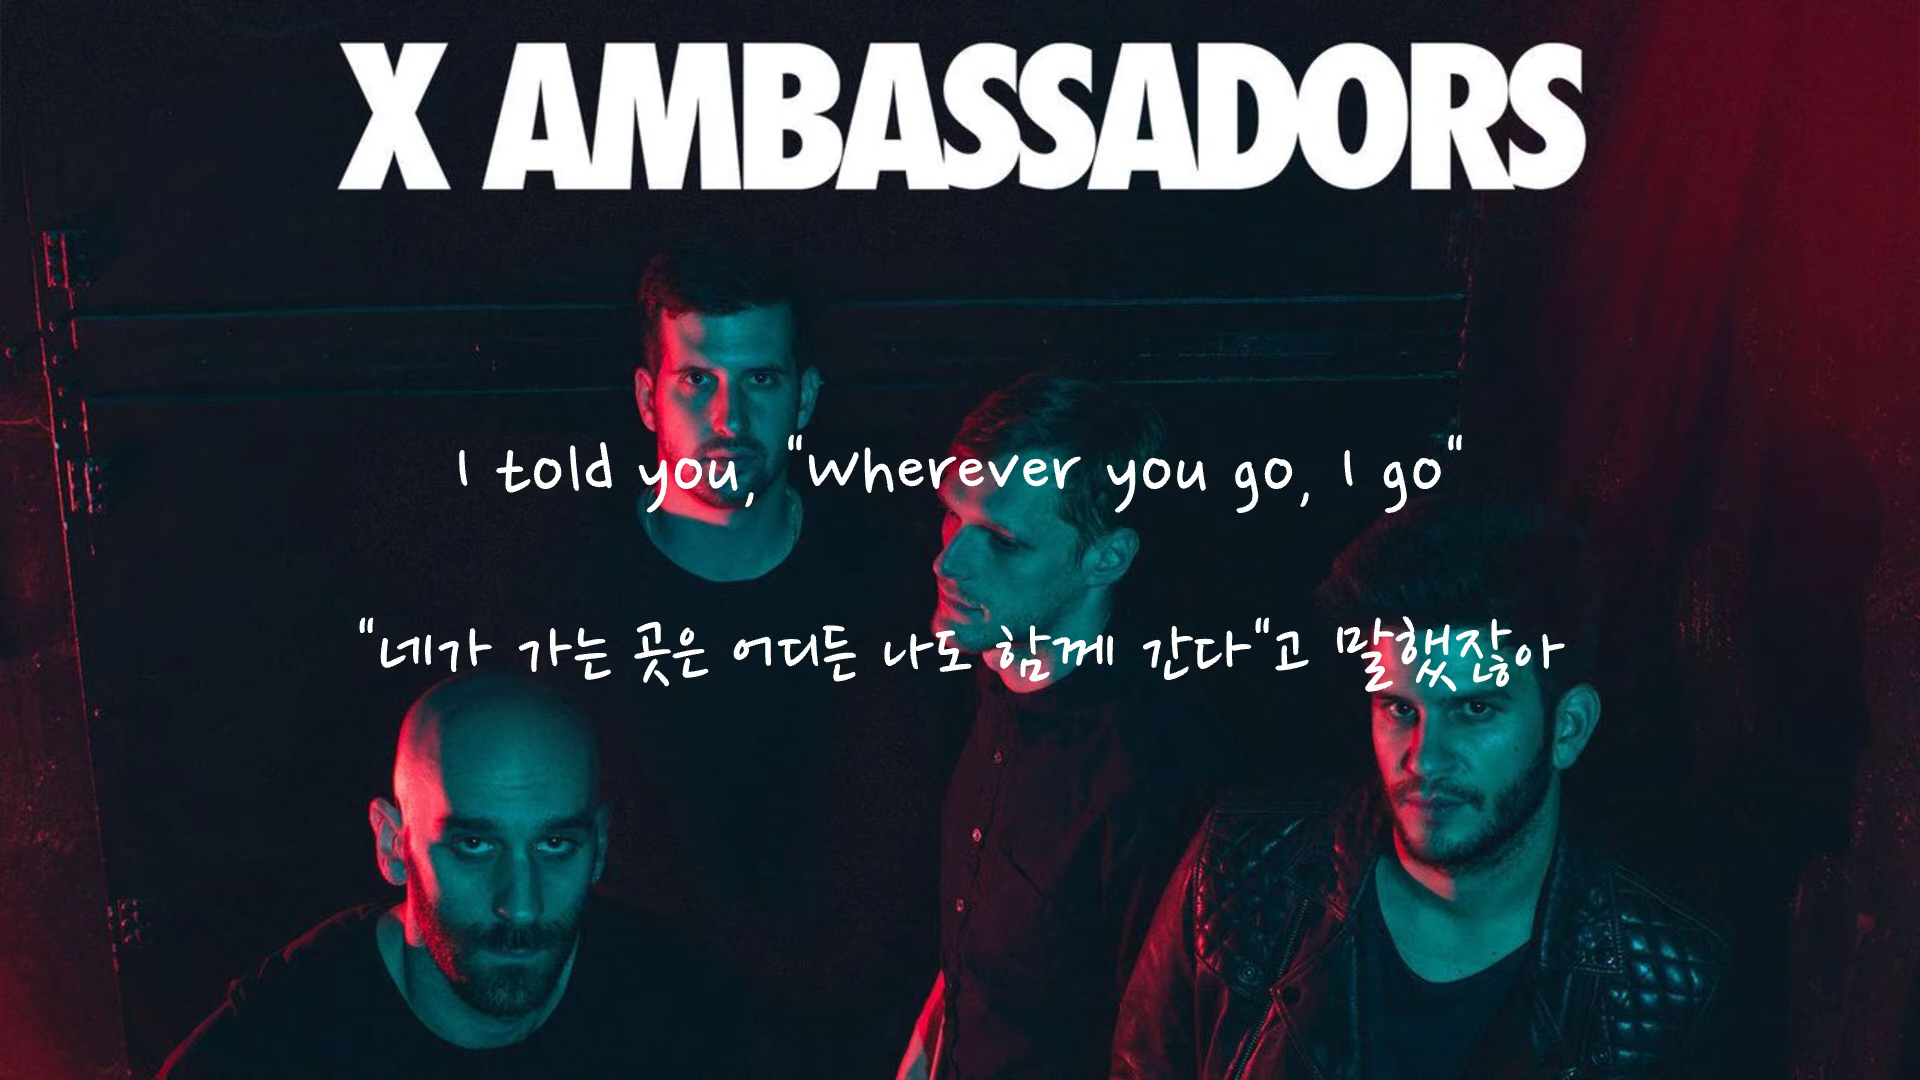 X AMBASSADORS
I told you, "Wherever you go, I go"
"네가 가는 곳은 어디든 나도 함께 간다"고 말했잖아